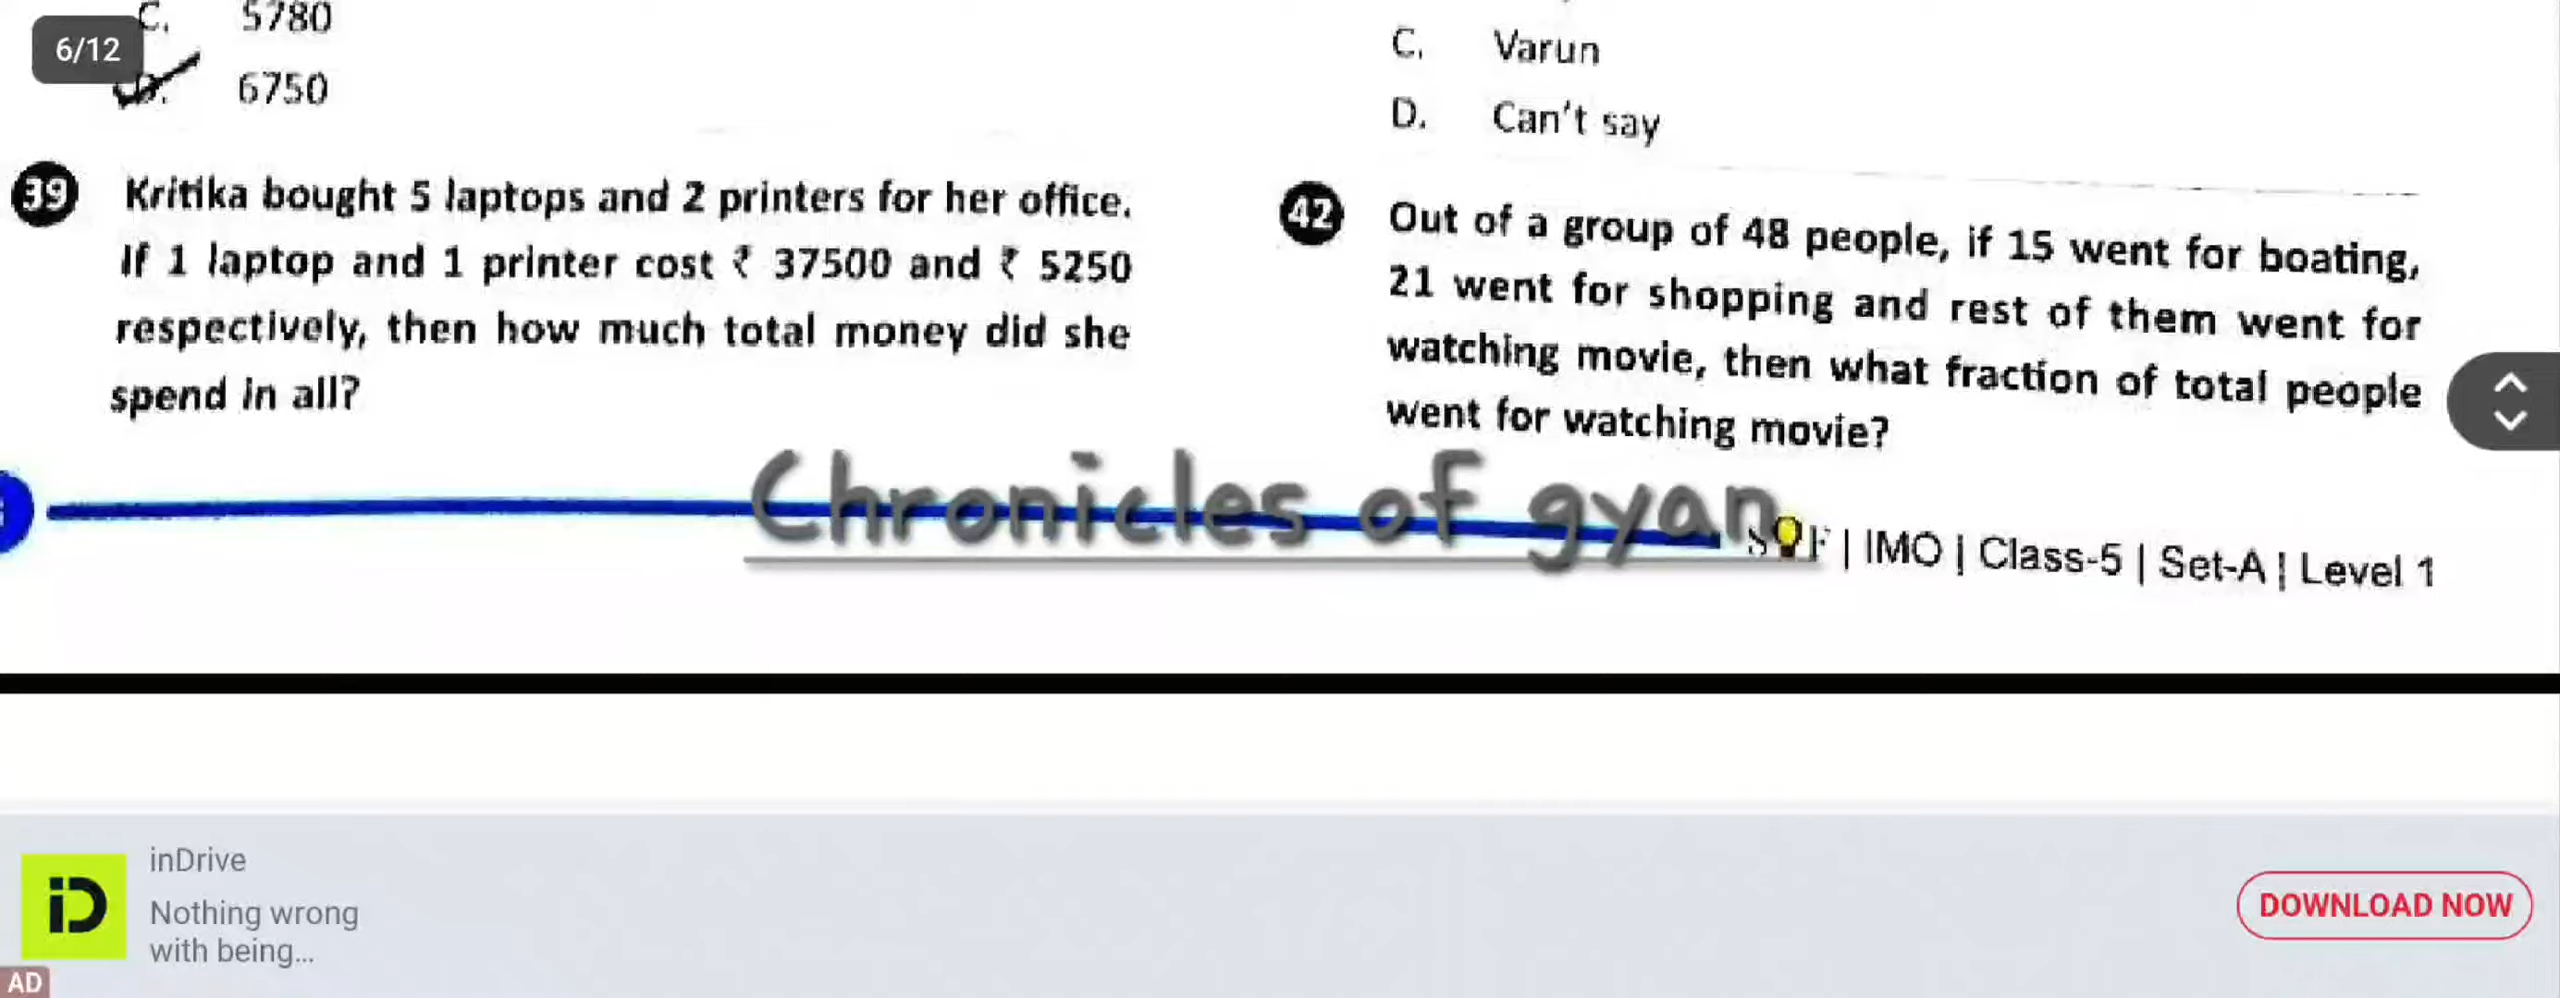 6/12
C. 5780
D. 6750
39 Kritika bought 5 laptops and 2 printers for her office.
If 1 laptop and 1 printer cost ₹ 37500 and ₹ 5250
respectively, then how much total money did she
spend in all?
C. Varun
D. Can't say
42 Out of a group of 48 people, if 15 went for boating,
21 went for shopping and rest of them went for
watching movie, then what fraction of total people
went for watching movie?
Chronicles of gyan
SOF | IMO | Class-5 | Set-A | Level 1
iD
inDrive
Nothing wrong
with being...
AD
DOWNLOAD NOW